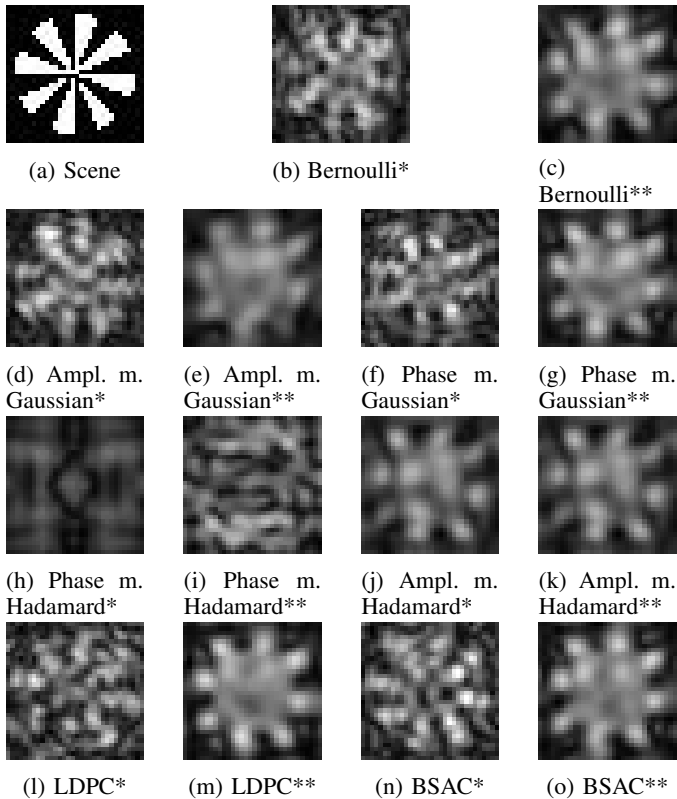 (a) Scene
(b) Bernoulli*
(c)
Bernoulli**
(d) Ampl. m.
Gaussian*
(e) Ampl. m.
Gaussian**
(f) Phase m.
Gaussian*
(g) Phase m.
Gaussian**
(h) Phase m.
Hadamard*
(i) Phase m.
Hadamard**
(j) Ampl. m.
Hadamard*
(k) Ampl. m.
Hadamard**
(l) LDPC*
(m) LDPC**
(n) BSAC*
(o) BSAC**